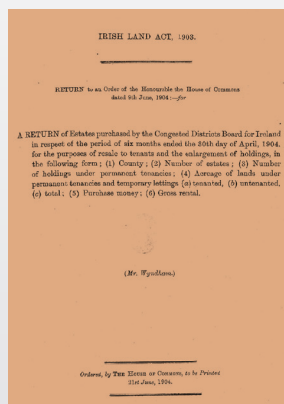 IRISH LAND ACT, 1903.
RETURN to an Order of the Honourable the House of Commons
dated 9th June, 1904:—for
A RETURN of Estates purchased by the Congested Districts Board for Ireland
in respect of the period of six months ended the 30th day of April, 1904,
for the purposes of resale to tenants and the enlargement of holdings, in
the following form: (1) County; (2) Number of estates; (3) Number
of holdings under permanent tenancies; (4) Acreage of lands under
permanent tenancies and temporary lettings (a) tenanted, (b) untenanted,
(c) total; (5) Purchase money; (6) Gross rental.
(Mr. Wyndham.)
Ordered, by THE HOUSE OF COMMONS, to be Printed
21st June, 1904.